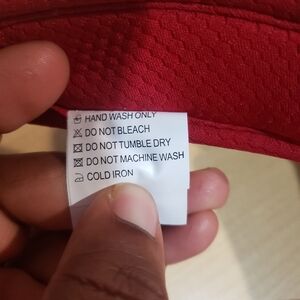 HAND WASH ONLY
DO NOT BLEACH
DO NOT TUMBLE DRY
DO NOT MACHINE WASH
COLD IRON